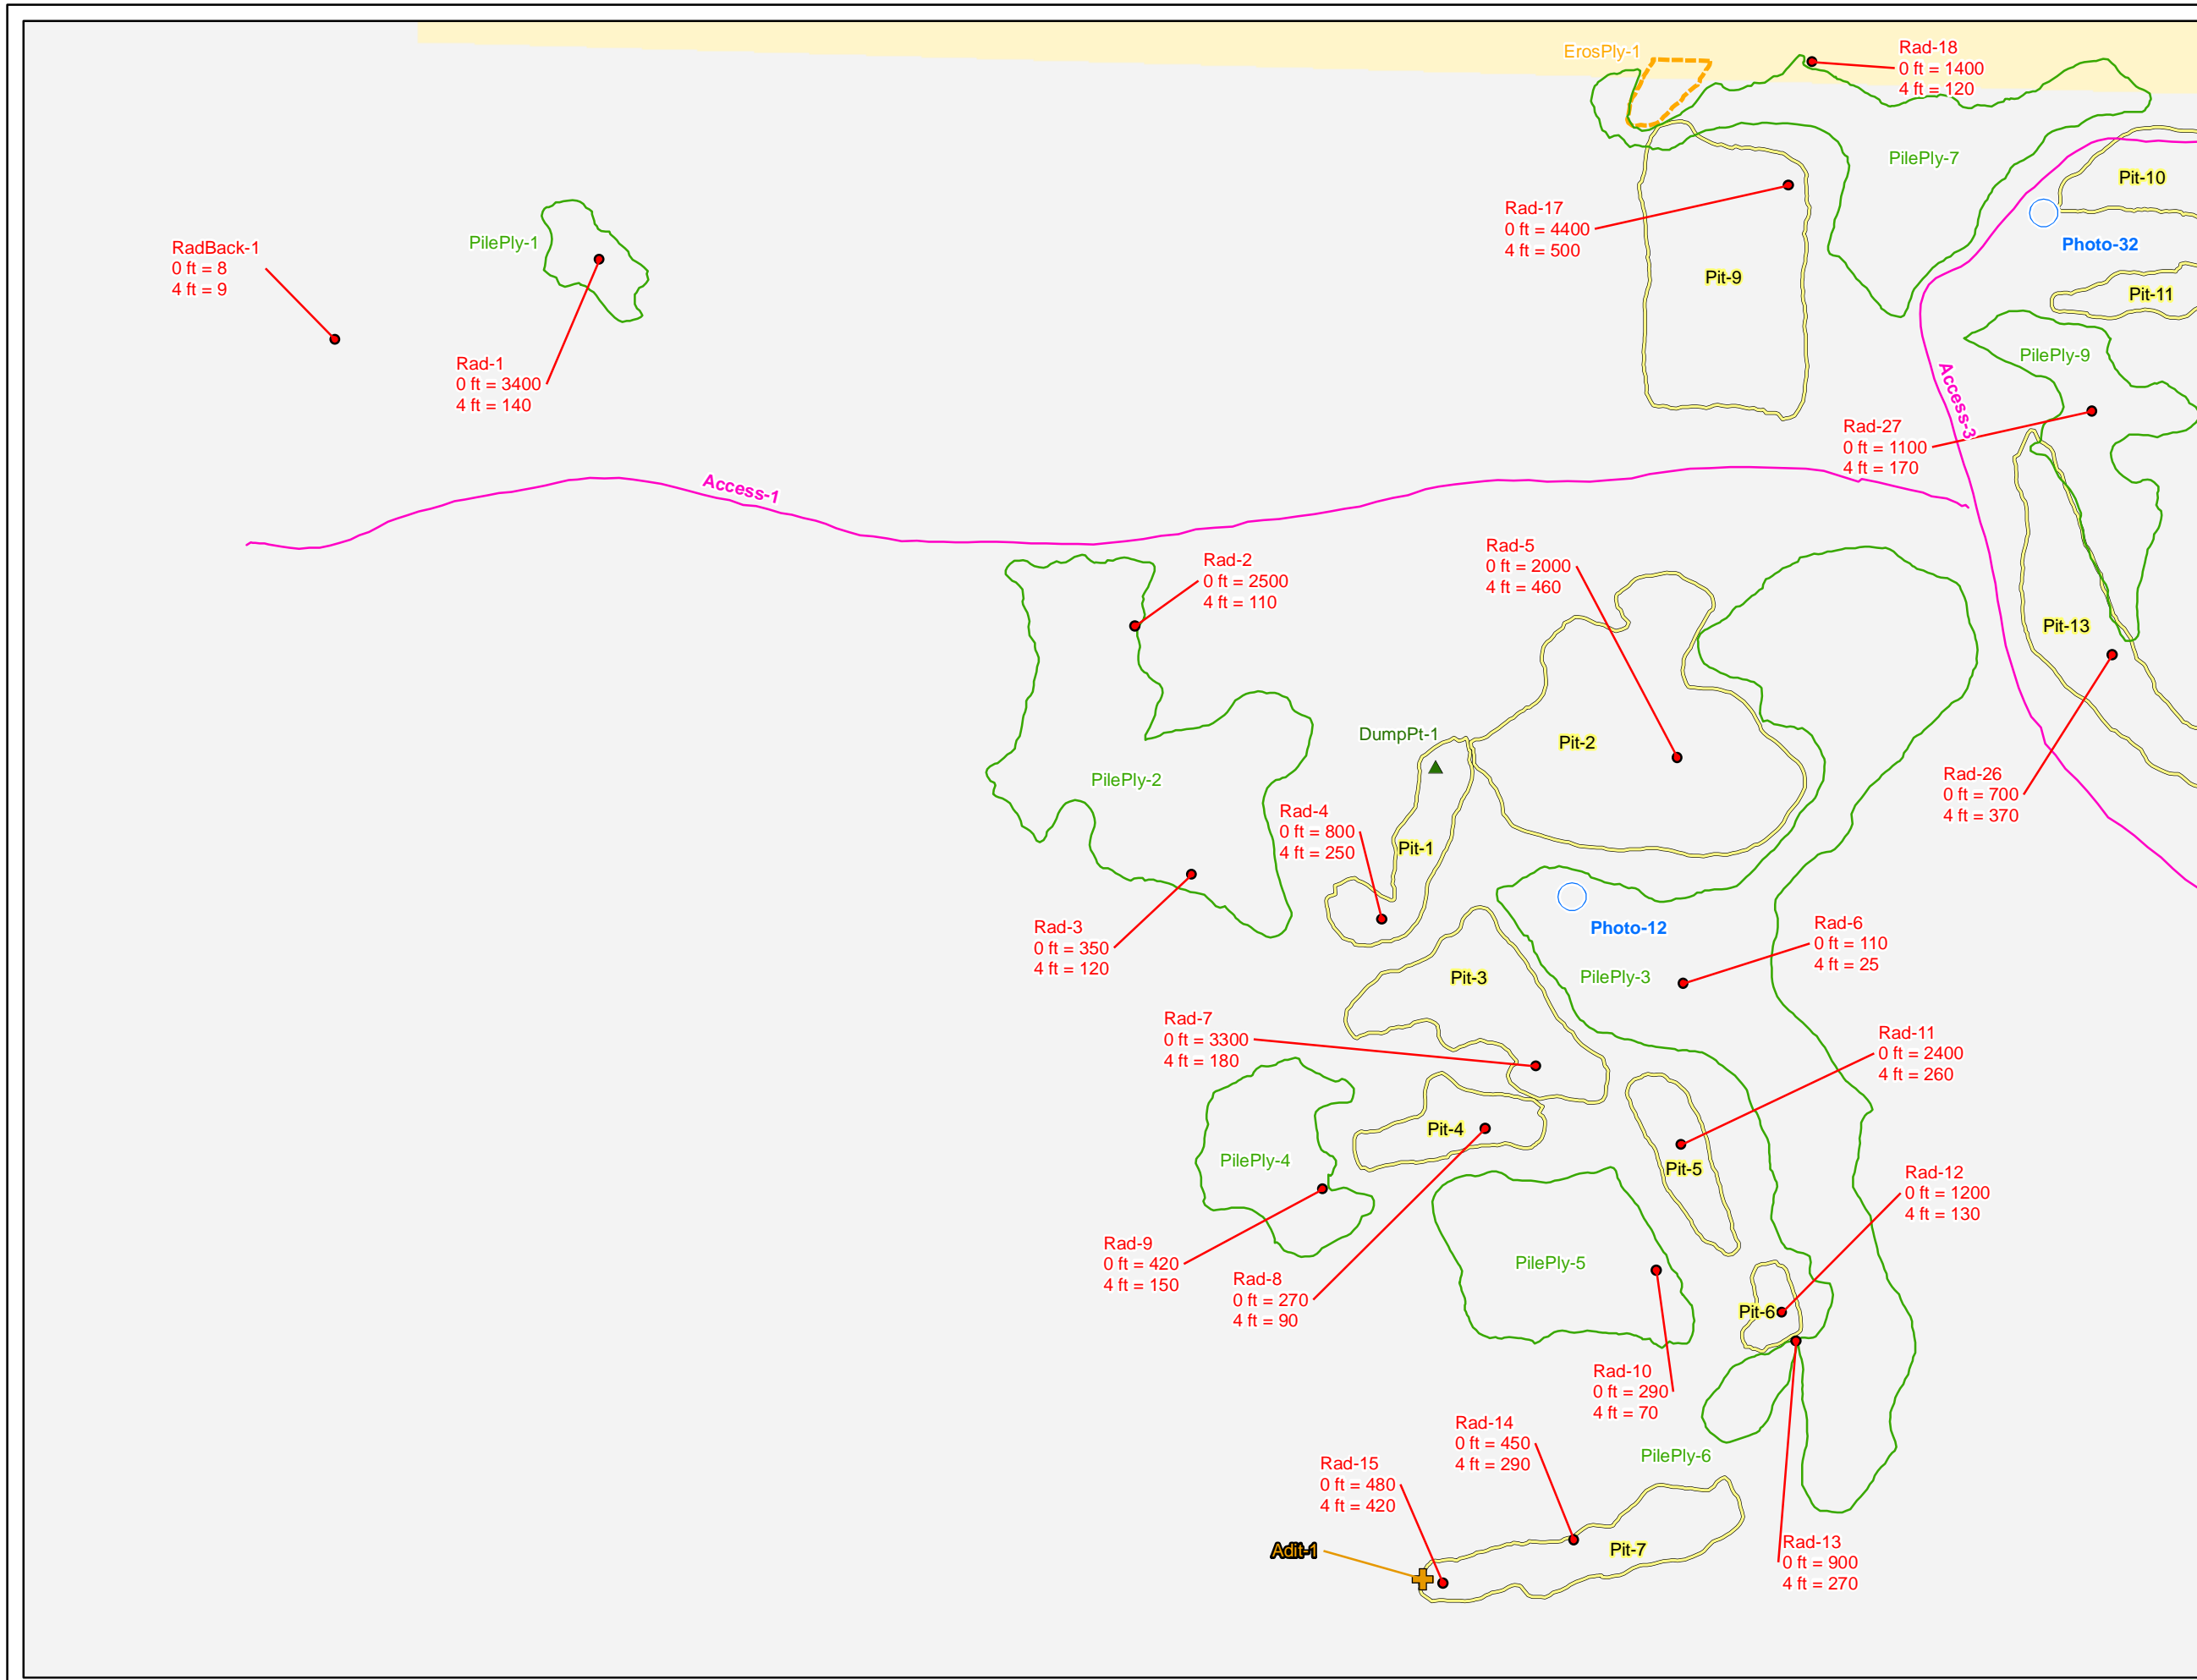 ErosPly-1
Rad-18
0 ft = 1400
4 ft = 120
PilePly-7
Pit-10
Rad-17
0 ft = 4400
4 ft = 500
Photo-32
RadBack-1
0 ft = 8
4 ft = 9
PilePly-1
Pit-9
Pit-11
Rad-1
0 ft = 3400
4 ft = 140
PilePly-9
Access-3
Rad-27
0 ft = 1100
4 ft = 170
Access-1
Rad-2
0 ft = 2500
4 ft = 110
Rad-5
0 ft = 2000
4 ft = 460
Pit-13
DumpPt-1
Pit-2
PilePly-2
Rad-26
0 ft = 700
4 ft = 370
Rad-4
0 ft = 800
4 ft = 250
Pit-1
Rad-3
0 ft = 350
4 ft = 120
Photo-12
Rad-6
0 ft = 110
4 ft = 25
Pit-3
PilePly-3
Rad-7
0 ft = 3300
4 ft = 180
Rad-11
0 ft = 2400
4 ft = 260
Pit-4
PilePly-4
Pit-5
Rad-12
0 ft = 1200
4 ft = 130
Rad-9
0 ft = 420
4 ft = 150
Rad-8
0 ft = 270
4 ft = 90
PilePly-5
Pit-6
Rad-10
0 ft = 290
4 ft = 70
Rad-14
0 ft = 450
4 ft = 290
PilePly-6
Rad-15
0 ft = 480
4 ft = 420
Adit-1
Pit-7
Rad-13
0 ft = 900
4 ft = 270